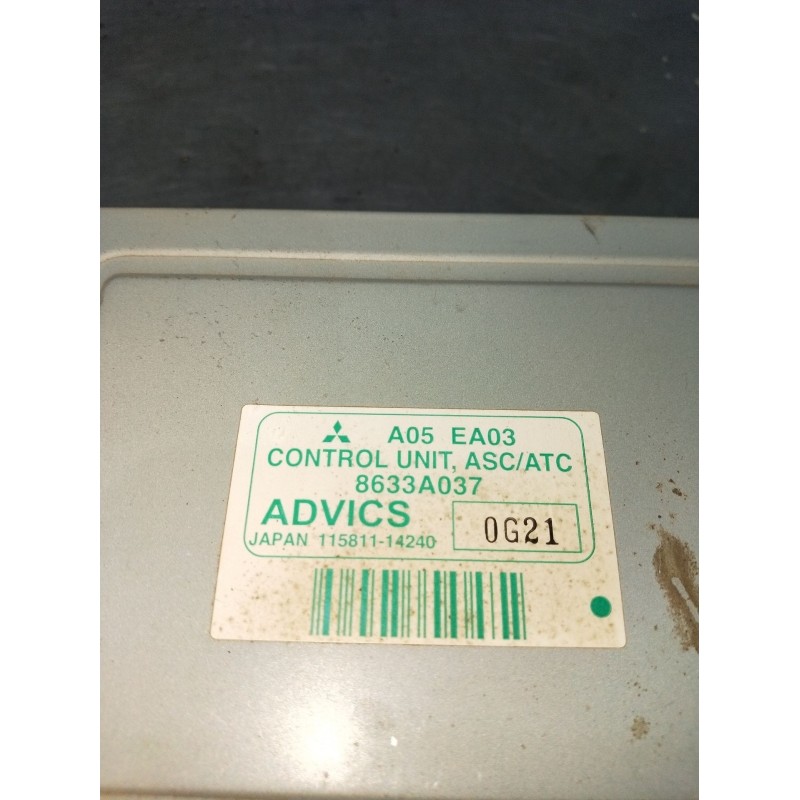 A05 EA03
CONTROL UNIT, ASC/ATC
8633A037
ADVICS
JAPAN 115811-14240
0G21